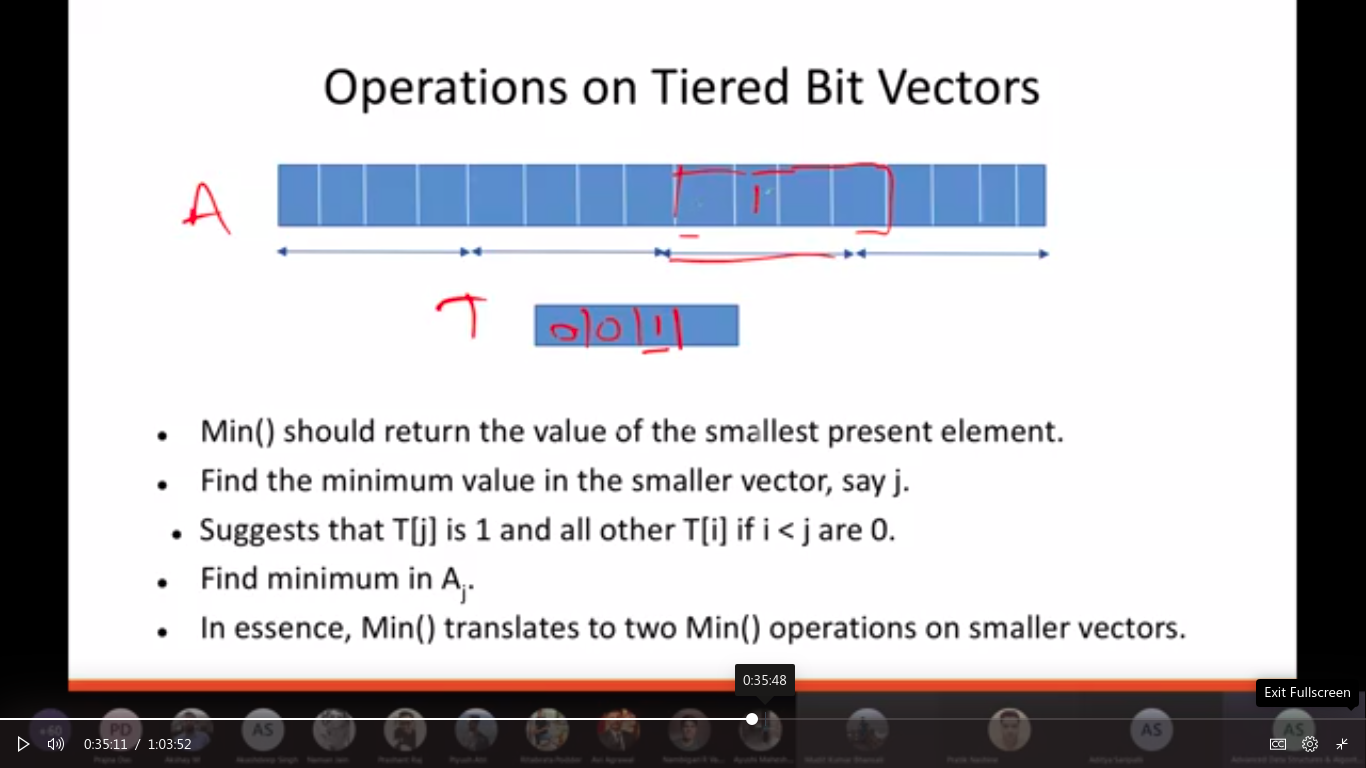 Operations on Tiered Bit Vectors
A
1
T
0 | 0 | 1 |
• Min() should return the value of the smallest present element.
• Find the minimum value in the smaller vector, say j.
• Suggests that T[j] is 1 and all other T[i] if i < j are 0.
• Find minimum in Aj.
• In essence, Min() translates to two Min() operations on smaller vectors.
0:35:48
Exit Fullscreen
+60 PD AS AS AS
0:35:11 / 1:03:52 CC